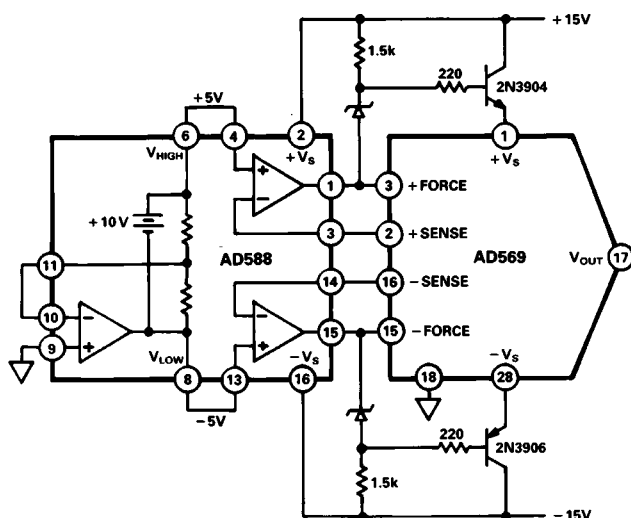 +15V
1.5k
220
2N3904
+5V
6
4
2
1
V_HIGH
+V_S
+V_S
+
−
1
3
+ FORCE
+10V
3
2
+ SENSE
AD588
AD569
V_OUT
17
11
14
16
− SENSE
10
−
−
+
15
15
− FORCE
9
+
V_LOW
−V_S
−V_S
8
13
16
18
28
−5V
220
2N3906
1.5k
−15V